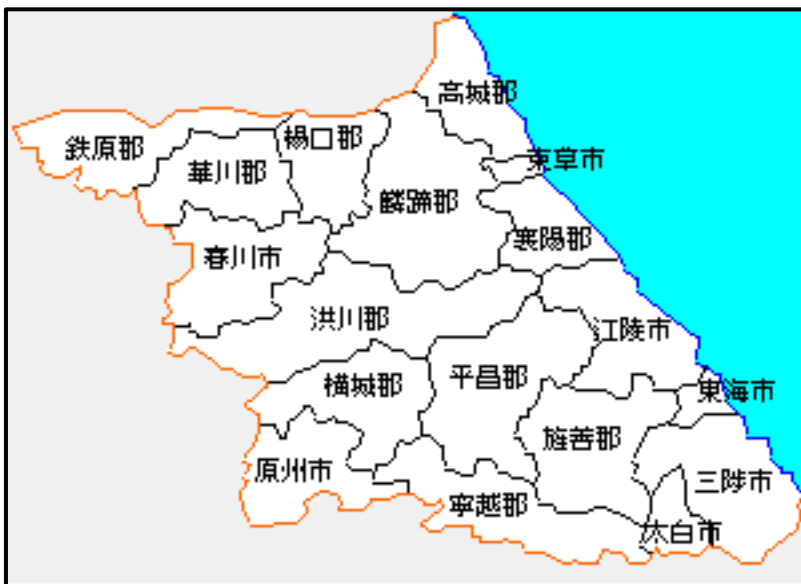 高城郡
鉄原郡
楊口郡
華川郡
束草市
麟蹄郡
襄陽郡
春川市
洪川郡
江陵市
横城郡
平昌郡
東海市
旌善郡
原州市
三陟市
寧越郡
太白市